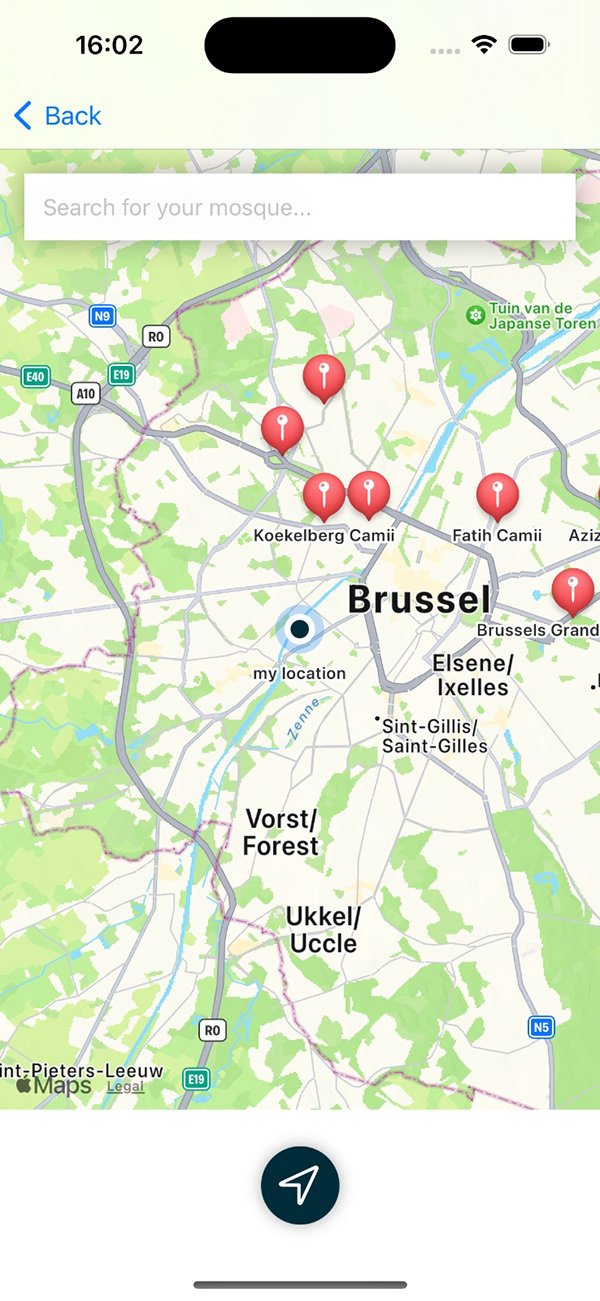 16:02
Back
Search for your mosque...
N9
R0
Tuin van de
Japanse Toren
E40
E19
A10
Koekelberg Camii
Fatih Camii
Aziz
Brussel
Brussels Grand
my location
Elsene/
Ixelles
Zenne
Sint-Gillis/
Saint-Gilles
Vorst/
Forest
Ukkel/
Uccle
R0
N5
int-Pieters-Leeuw
Maps
Legal
E19